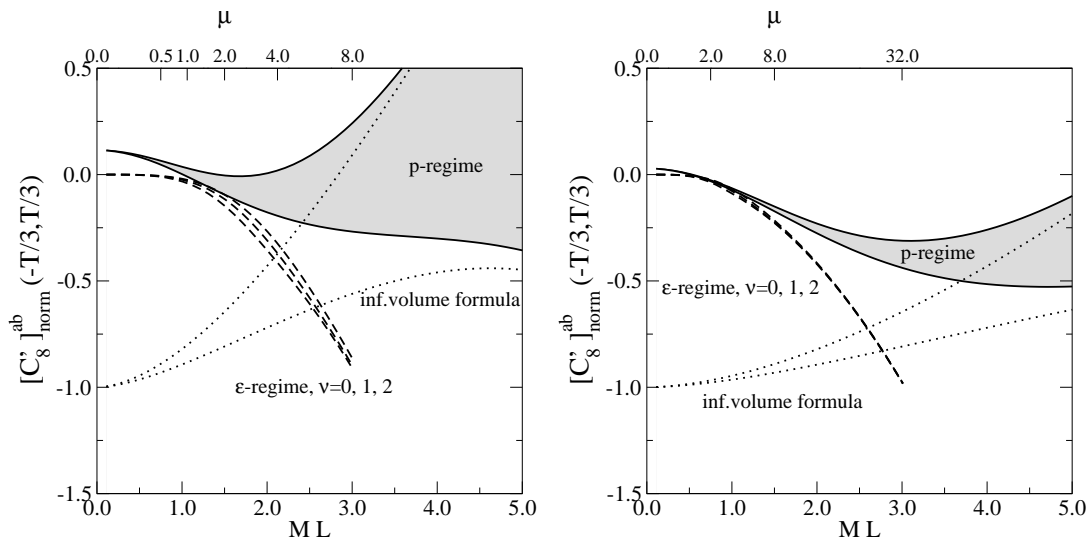 μ
0.0 0.5 1.0 2.0 4.0 8.0
0.5
0.0
-0.5
-1.0
-1.5
[C'8]ab norm (-T/3,T/3)
p-regime
inf.volume formula
ε-regime, ν=0, 1, 2
0.0 1.0 2.0 3.0 4.0 5.0
M L
μ
0.0 2.0 8.0 32.0
0.5
0.0
-0.5
-1.0
-1.5
[C'8]ab norm (-T/3,T/3)
p-regime
ε-regime, ν=0, 1, 2
inf.volume formula
0.0 1.0 2.0 3.0 4.0 5.0
M L